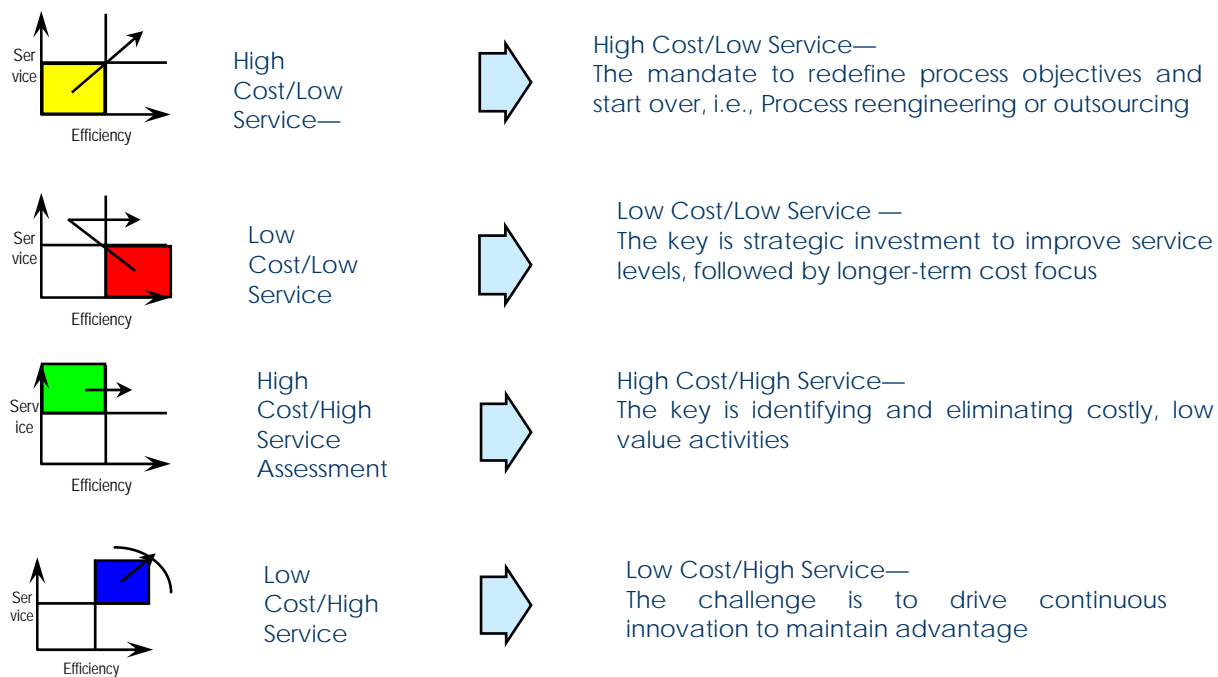 Ser
vice
Efficiency
High
Cost/Low
Service—
High Cost/Low Service—
The mandate to redefine process objectives and
start over, i.e., Process reengineering or outsourcing
Ser
vice
Efficiency
Low
Cost/Low
Service
Low Cost/Low Service —
The key is strategic investment to improve service
levels, followed by longer-term cost focus
Serv
ice
Efficiency
High
Cost/High
Service
Assessment
High Cost/High Service—
The key is identifying and eliminating costly, low
value activities
Ser
vice
Efficiency
Low
Cost/High
Service
Low Cost/High Service—
The challenge is to drive continuous
innovation to maintain advantage